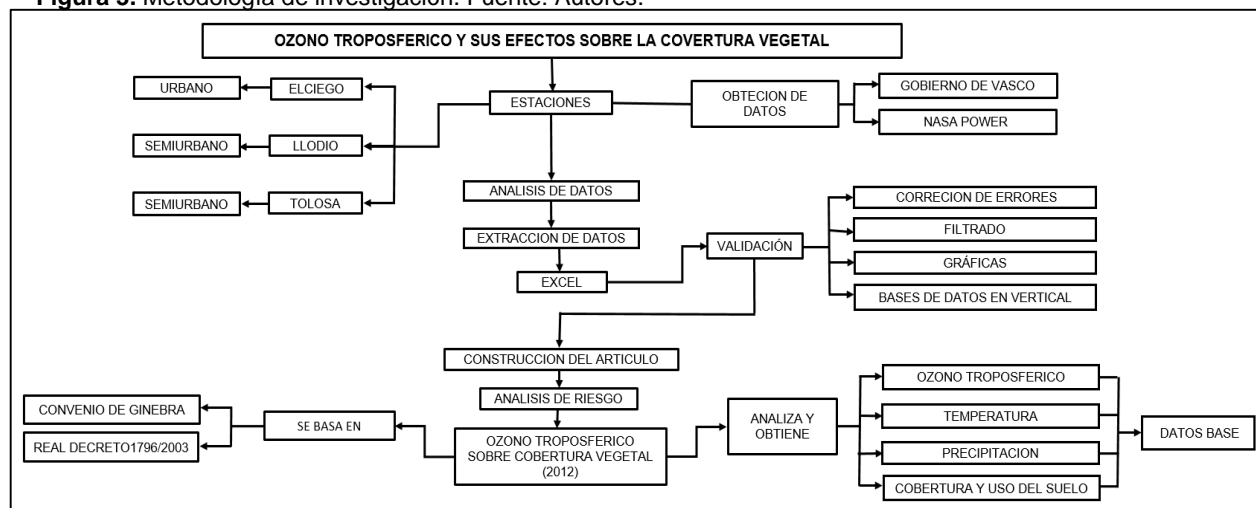 Figura 3. Metodología de investigación. Fuente: Autores.
OZONO TROPOSFERICO Y SUS EFECTOS SOBRE LA COVERTURA VEGETAL
URBANO
ELCIEGO
ESTACIONES
OBTECION DE
DATOS
GOBIERNO DE VASCO
NASA POWER
SEMIURBANO
LLODIO
SEMIURBANO
TOLOSA
ANALISIS DE DATOS
EXTRACCION DE DATOS
EXCEL
VALIDACIÓN
CORRECION DE ERRORES
FILTRADO
GRÁFICAS
BASES DE DATOS EN VERTICAL
CONSTRUCCION DEL ARTICULO
ANALISIS DE RIESGO
OZONO TROPOSFERICO
SOBRE COBERTURA VEGETAL
(2012)
SE BASA EN
CONVENIO DE GINEBRA
REAL DECRETO1796/2003
ANALIZA Y
OBTIENE
OZONO TROPOSFERICO
TEMPERATURA
PRECIPITACION
COBERTURA Y USO DEL SUELO
DATOS BASE